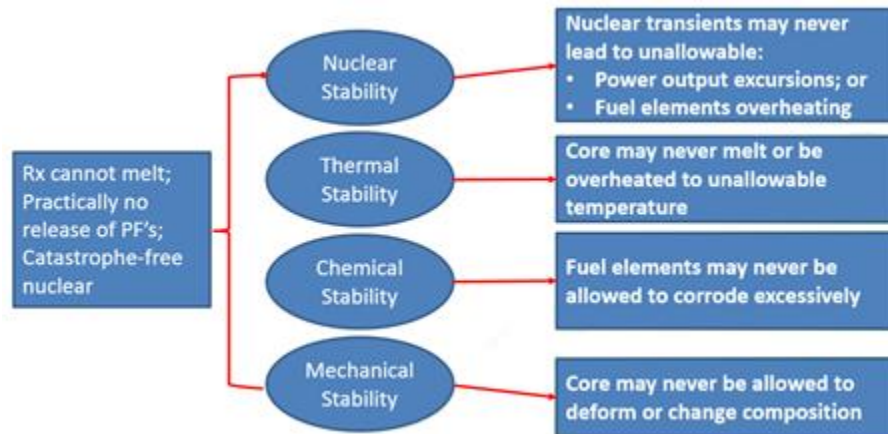 Rx cannot melt;
Practically no
release of PF's;
Catastrophe-free
nuclear
Nuclear
Stability
Nuclear transients may never
lead to unallowable:
• Power output excursions; or
• Fuel elements overheating
Thermal
Stability
Core may never melt or be
overheated to unallowable
temperature
Chemical
Stability
Fuel elements may never be
allowed to corrode excessively
Mechanical
Stability
Core may never be allowed to
deform or change composition